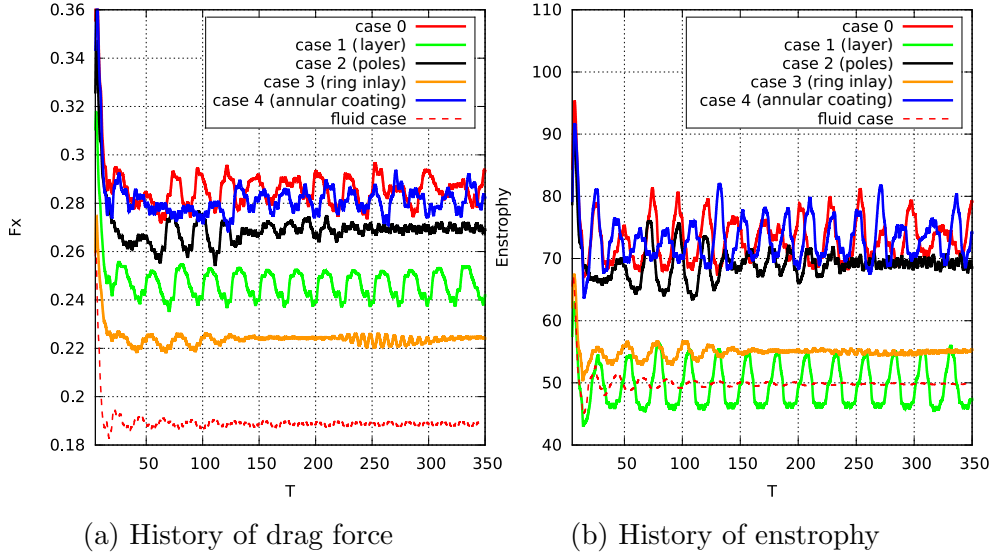 0.36
0.34
0.32
0.3
0.28
0.26
0.24
0.22
0.2
0.18
Fx
50 100 150 200 250 300 350
T
case 0
case 1 (layer)
case 2 (poles)
case 3 (ring inlay)
case 4 (annular coating)
fluid case
(a) History of drag force
110
100
90
80
70
60
50
40
Enstrophy
50 100 150 200 250 300 350
T
case 0
case 1 (layer)
case 2 (poles)
case 3 (ring inlay)
case 4 (annular coating)
fluid case
(b) History of enstrophy